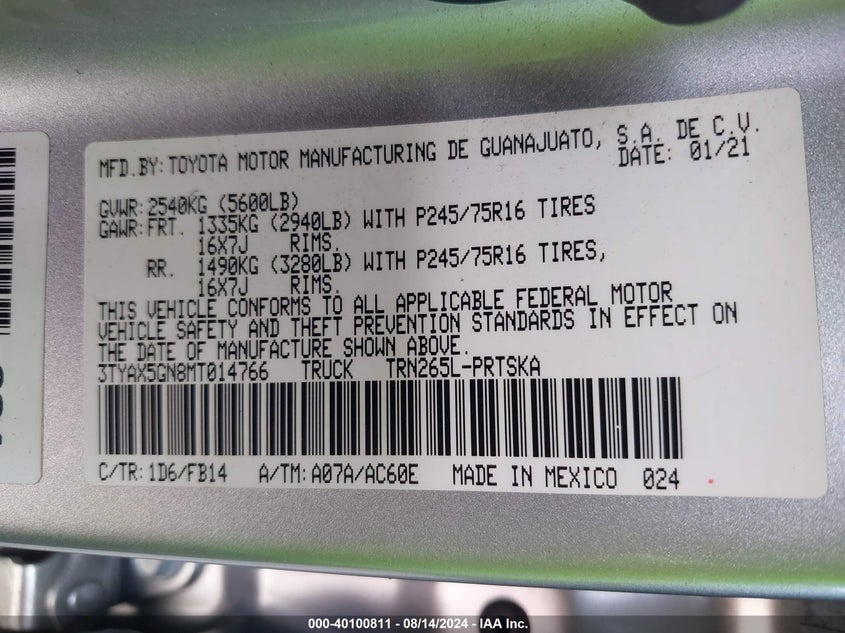 MFD.BY: TOYOTA MOTOR MANUFACTURING DE GUANAJUATO, S.A. DE C.V.
DATE: 01/21
GVWR: 2540KG (5600LB)
GAWR: FRT. 1335KG (2940LB) WITH P245/75R16 TIRES
16X7J RIMS.
RR. 1490KG (3280LB) WITH P245/75R16 TIRES,
16X7J RIMS.
THIS VEHICLE CONFORMS TO ALL APPLICABLE FEDERAL MOTOR
VEHICLE SAFETY AND THEFT PREVENTION STANDARDS IN EFFECT ON
THE DATE OF MANUFACTURE SHOWN ABOVE.
3TYAX5GN8MT014766 TRUCK TRN265L-PRTSKA
C/TR: 1D6/FB14 A/TM: A07A/AC60E MADE IN MEXICO 024
000-40100811 - 08/14/2024 - IAA Inc.